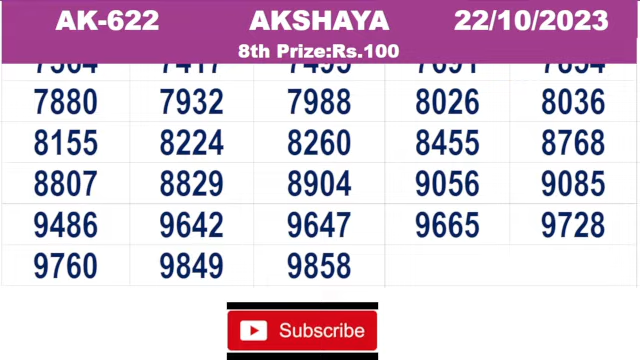 AK-622 AKSHAYA 22/10/2023
8th Prize:Rs.100
7880 7932 7988 8026 8036
8155 8224 8260 8455 8768
8807 8829 8904 9056 9085
9486 9642 9647 9665 9728
9760 9849 9858
Subscribe